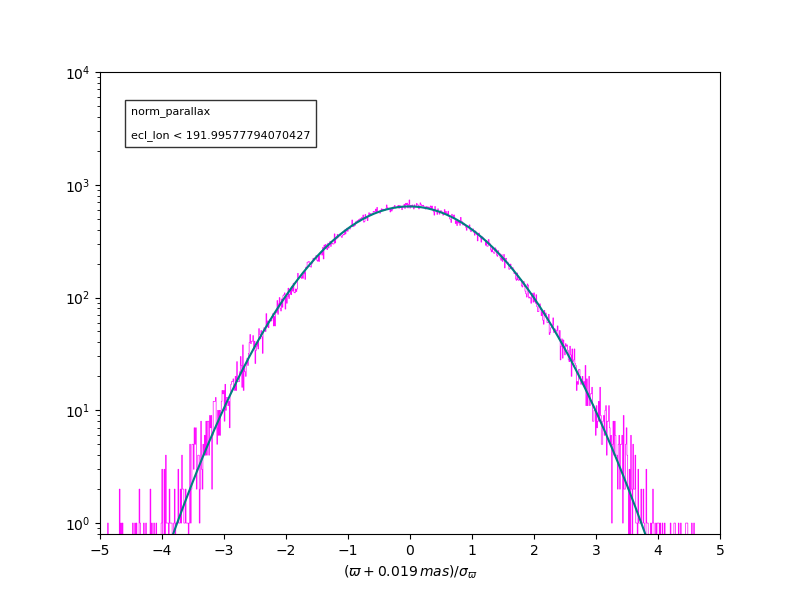 norm_parallax
ecl_lon < 191.99577794070427
10⁴
10³
10²
10¹
10⁰
−5 −4 −3 −2 −1 0 1 2 3 4 5
(ϖ + 0.019 mas)/σ_ϖ